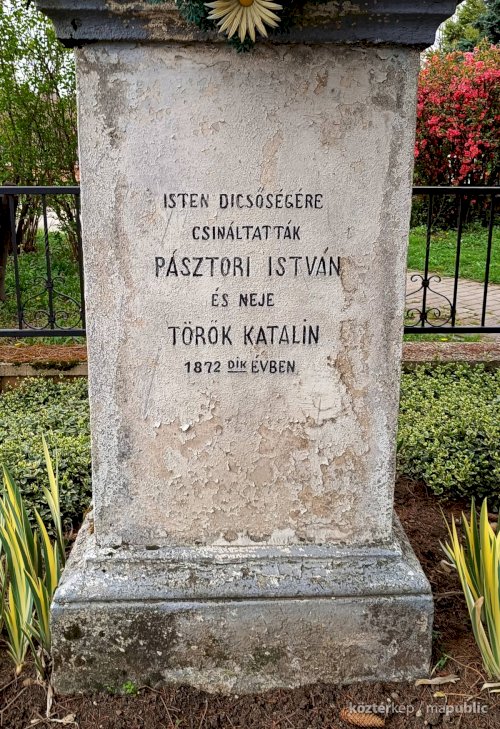 ISTEN DICSŐSÉGÉRE
CSINÁLTATTÁK
PÁSZTORI ISTVÁN
ÉS NEJE
TÖRÖK KATALIN
1872 DIK ÉVBEN
köztérkép / mapublic